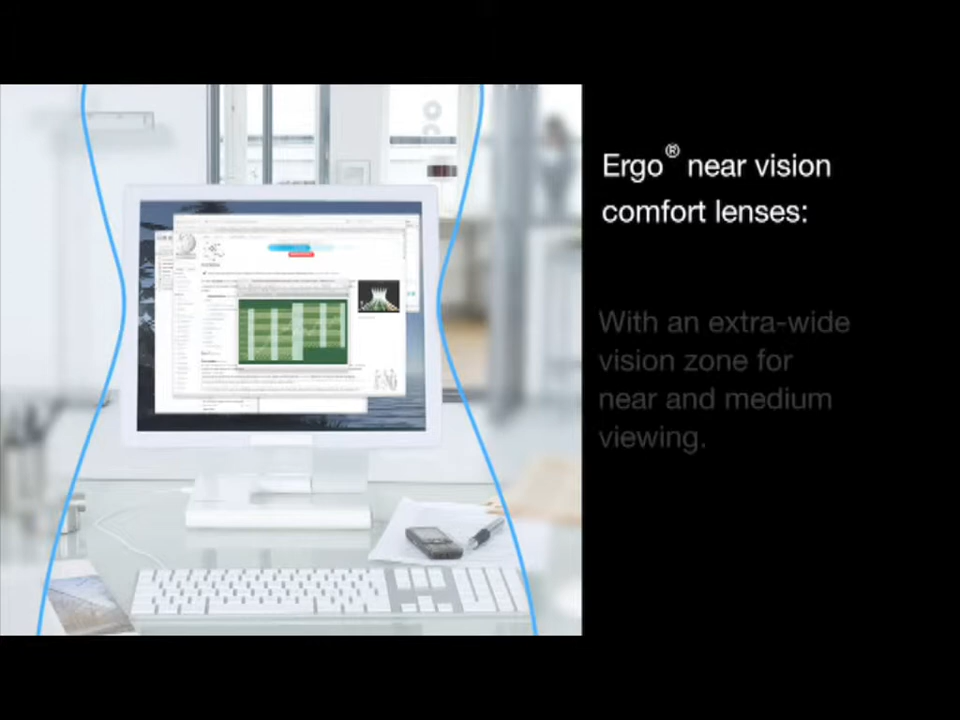 Ergo® near vision
comfort lenses:
With an extra-wide
vision zone for
near and medium
viewing.